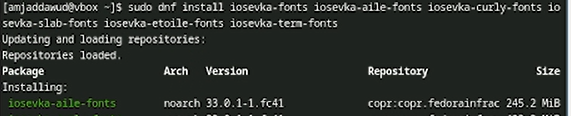 [amjaddawud@vbox ~]$ sudo dnf install iosevka-fonts iosevka-aile-fonts iosevka-curly-fonts io
sevka-slab-fonts iosevka-etoile-fonts iosevka-term-fonts
Updating and loading repositories:
Repositories loaded.
Package Arch Version Repository Size
Installing:
iosevka-aile-fonts noarch 33.0.1-1.fc41 copr:copr.fedorainfrac 245.2 MiB